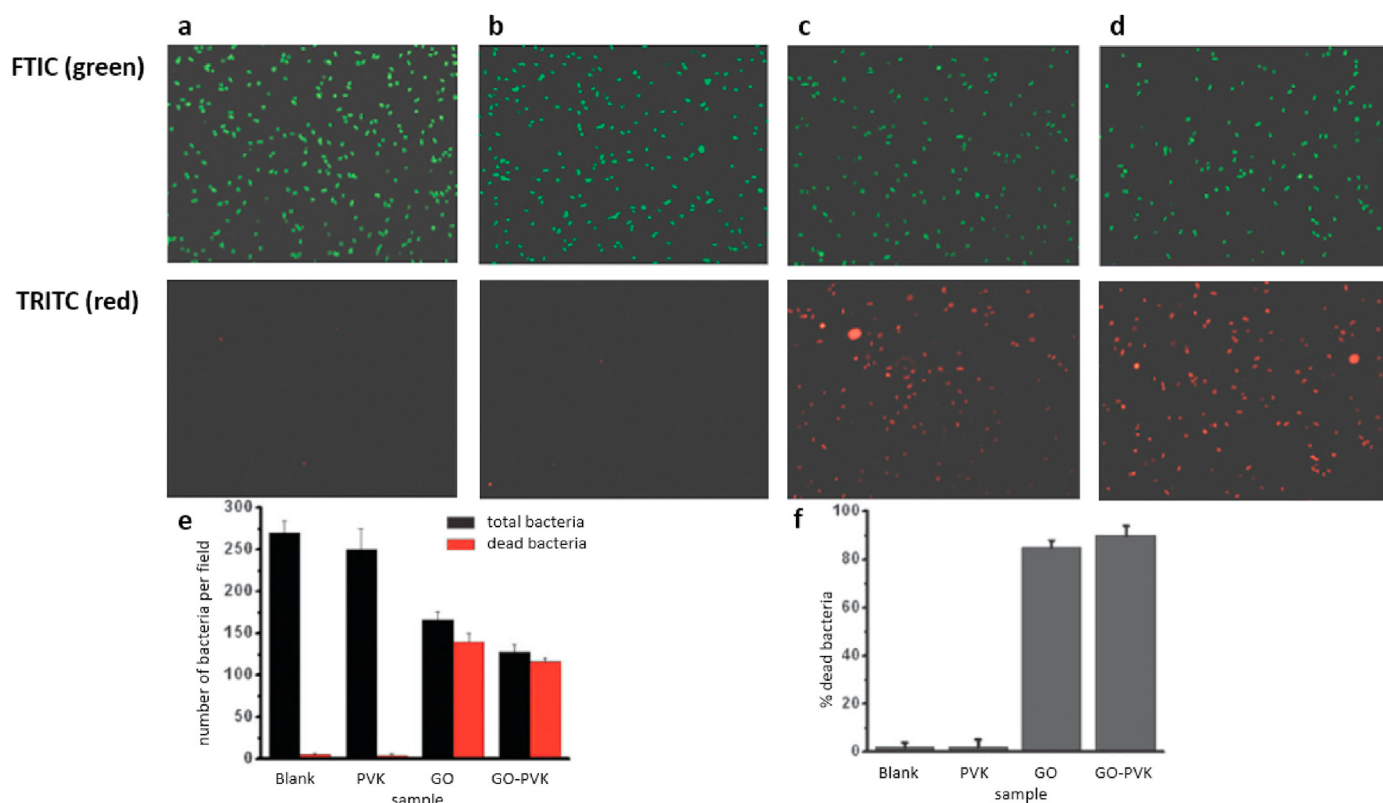 a b c d
FTIC (green)
TRITC (red)
e
300
250
200
150
100
50
0
number of bacteria per field
total bacteria
dead bacteria
Blank PVK GO GO-PVK
sample
f
100
80
60
40
20
0
% dead bacteria
Blank PVK GO GO-PVK
sample